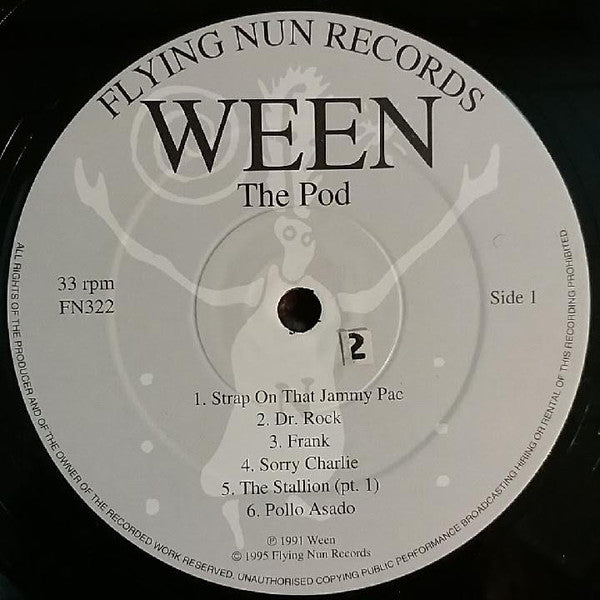 FLYING NUN RECORDS
WEEN
The Pod
33 rpm
FN322
Side 1
2
1. Strap On That Jammy Pac
2. Dr. Rock
3. Frank
4. Sorry Charlie
5. The Stallion (pt. 1)
6. Pollo Asado
℗ 1991 Ween
© 1995 Flying Nun Records
ALL RIGHTS OF THE PRODUCER AND OF THE OWNER OF THE RECORDED WORK RESERVED. UNAUTHORISED COPYING PUBLIC PERFORMANCE BROADCASTING HIRING OR RENTAL OF THIS RECORDING PROHIBITED